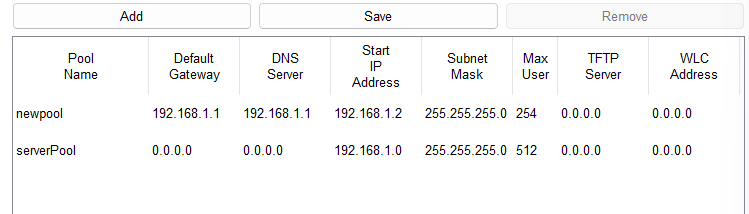 Add Save Remove
Pool Name Default Gateway DNS Server Start IP Address Subnet Mask Max User TFTP Server WLC Address
newpool 192.168.1.1 192.168.1.1 192.168.1.2 255.255.255.0 254 0.0.0.0 0.0.0.0
serverPool 0.0.0.0 0.0.0.0 192.168.1.0 255.255.255.0 512 0.0.0.0 0.0.0.0